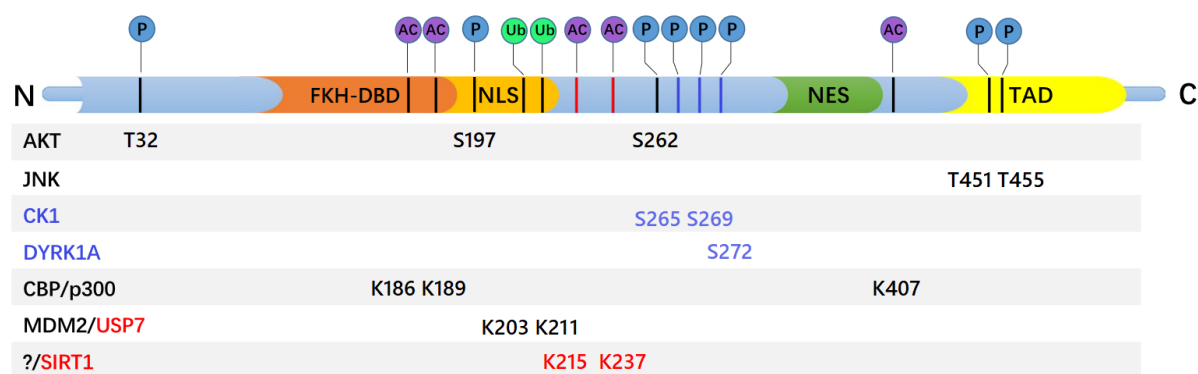 P AC AC P Ub Ub AC AC P P P P AC P P
N FKH-DBD NLS NES TAD C
AKT T32 S197 S262
JNK T451 T455
CK1 S265 S269
DYRK1A S272
CBP/p300 K186 K189 K407
MDM2/USP7 K203 K211
?/SIRT1 K215 K237